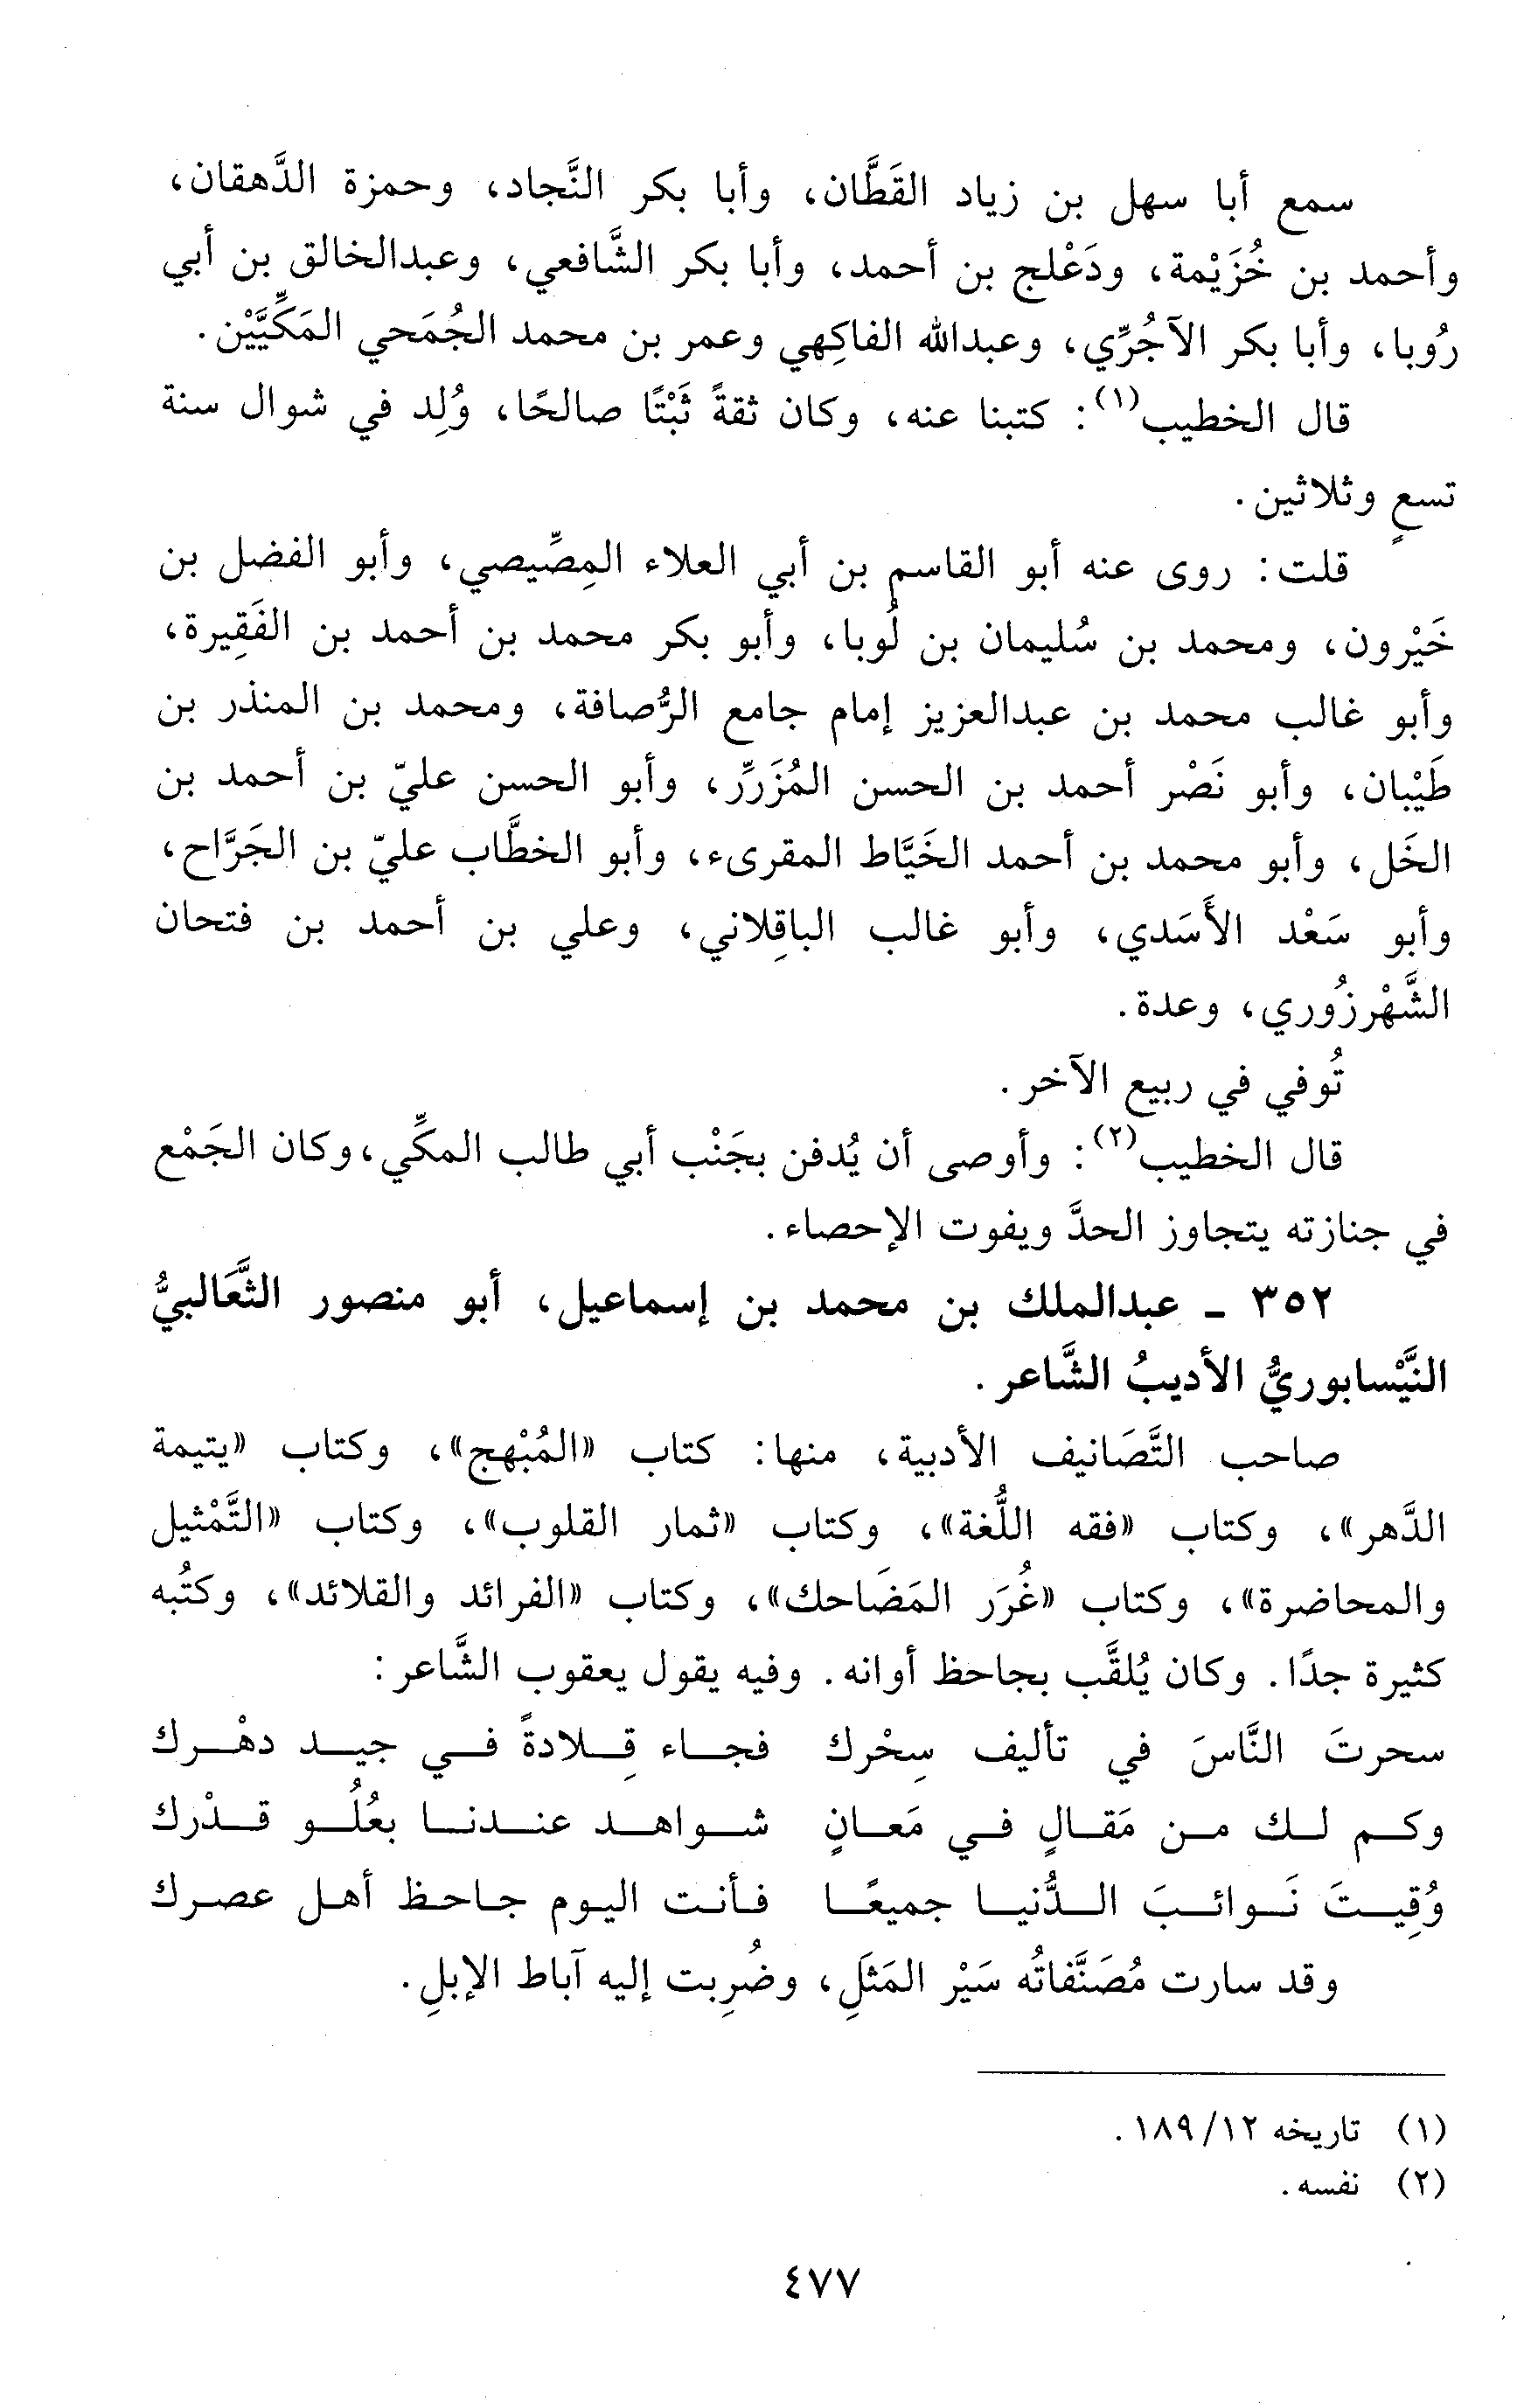 سمع أبا سهل بن زياد القَطَّان، وأبا بكر النَّجاد، وحمزة الدَّهقان،
وأحمد بن خُزَيْمة، ودَعْلج بن أحمد، وأبا بكر الشَّافعي، وعبدالخالق بن أبي
رُوبا، وأبا بكر الآجُرِّي، وعبدالله الفاكِهي وعمر بن محمد الجُمَحي المَكِّيَّيْن.
قال الخطيب(١): كتبنا عنه، وكان ثقةً ثَبْتًا صالحًا، وُلِد في شوال سنة
تسعٍ وثلاثين.
قلت: روى عنه أبو القاسم بن أبي العلاء المِصِّيصي، وأبو الفضل بن
خَيْرون، ومحمد بن سُليمان بن لُوبا، وأبو بكر محمد بن أحمد بن الفَقِيرة،
وأبو غالب محمد بن عبدالعزيز إمام جامع الرُّصافة، ومحمد بن المنذر بن
طَيْبان، وأبو نَصْر أحمد بن الحسن المُزَرِّر، وأبو الحسن عليّ بن أحمد بن
الخَل، وأبو محمد بن أحمد الخَيَّاط المقرىء، وأبو الخطَّاب عليّ بن الجَرَّاح،
وأبو سَعْد الأَسَدي، وأبو غالب الباقِلاني، وعلي بن أحمد بن فتحان
الشَّهْرزُوري، وعدة.
تُوفي في ربيع الآخر.
قال الخطيب(٢): وأوصى أن يُدفن بجَنْب أبي طالب المكِّي، وكان الجَمْع
في جنازته يتجاوز الحدَّ ويفوت الإحصاء.
٣٥٢ - عبدالملك بن محمد بن إسماعيل، أبو منصور الثَّعَالبيُّ
النَّيْسابوريُّ الأديبُ الشَّاعر.
صاحب التَّصَانيف الأدبية، منها: كتاب «المُبْهج»، وكتاب «يتيمة
الدَّهر»، وكتاب «فقه اللُّغة»، وكتاب «ثمار القلوب»، وكتاب «التَّمْثيل
والمحاضرة»، وكتاب «غُرَر المَضَاحك»، وكتاب «الفرائد والقلائد»، وكتُبه
كثيرة جدًا. وكان يُلقَّب بجاحظ أوانه. وفيه يقول يعقوب الشَّاعر:
سحرتَ النَّاسَ في تأليف سِحْرك فجاء قِلادةً في جيد دهْرك
وكم لك من مَقالٍ في مَعانٍ شواهد عندنا بعُلُو قدْرك
وُقِيتَ نَوائبَ الدُّنيا جميعًا فأنت اليوم جاحظ أهل عصرك
وقد سارت مُصَنَّفاتُه سَيْر المَثلَِ، وضُرِبت إليه آباط الإبلِ.
(١) تاريخه ١٢/ ١٨٩.
(٢) نفسه.
٤٧٧